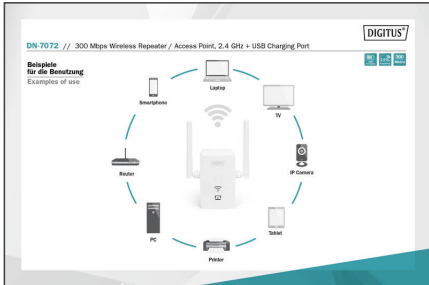 DIGITUS®
DN-7072 // 300 Mbps Wireless Repeater / Access Point, 2.4 GHz + USB Charging Port
Beispiele
für die Benutzung
Examples of use
300
Laptop
Smartphone
TV
Router
IP Camera
PC
Tablet
Printer